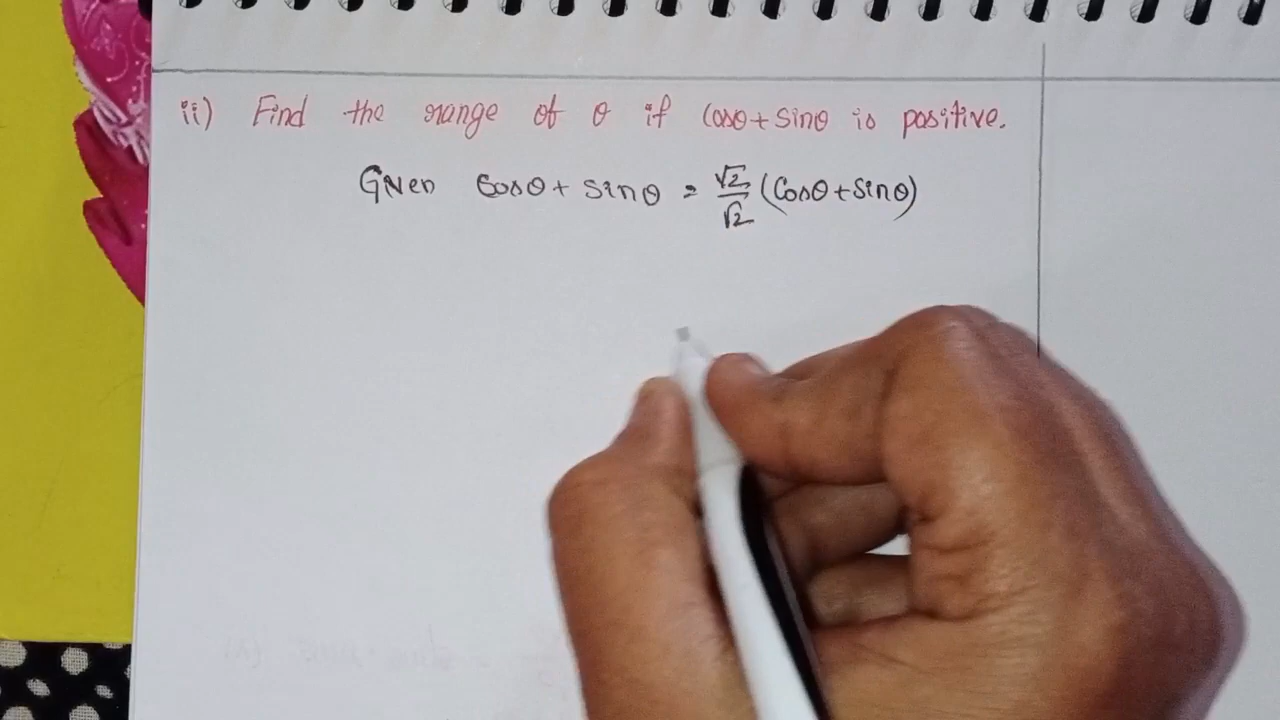 ii) Find the range of θ if Cosθ + Sinθ is positive.
Given Cosθ + Sinθ = √2/√2 (Cosθ + Sinθ)